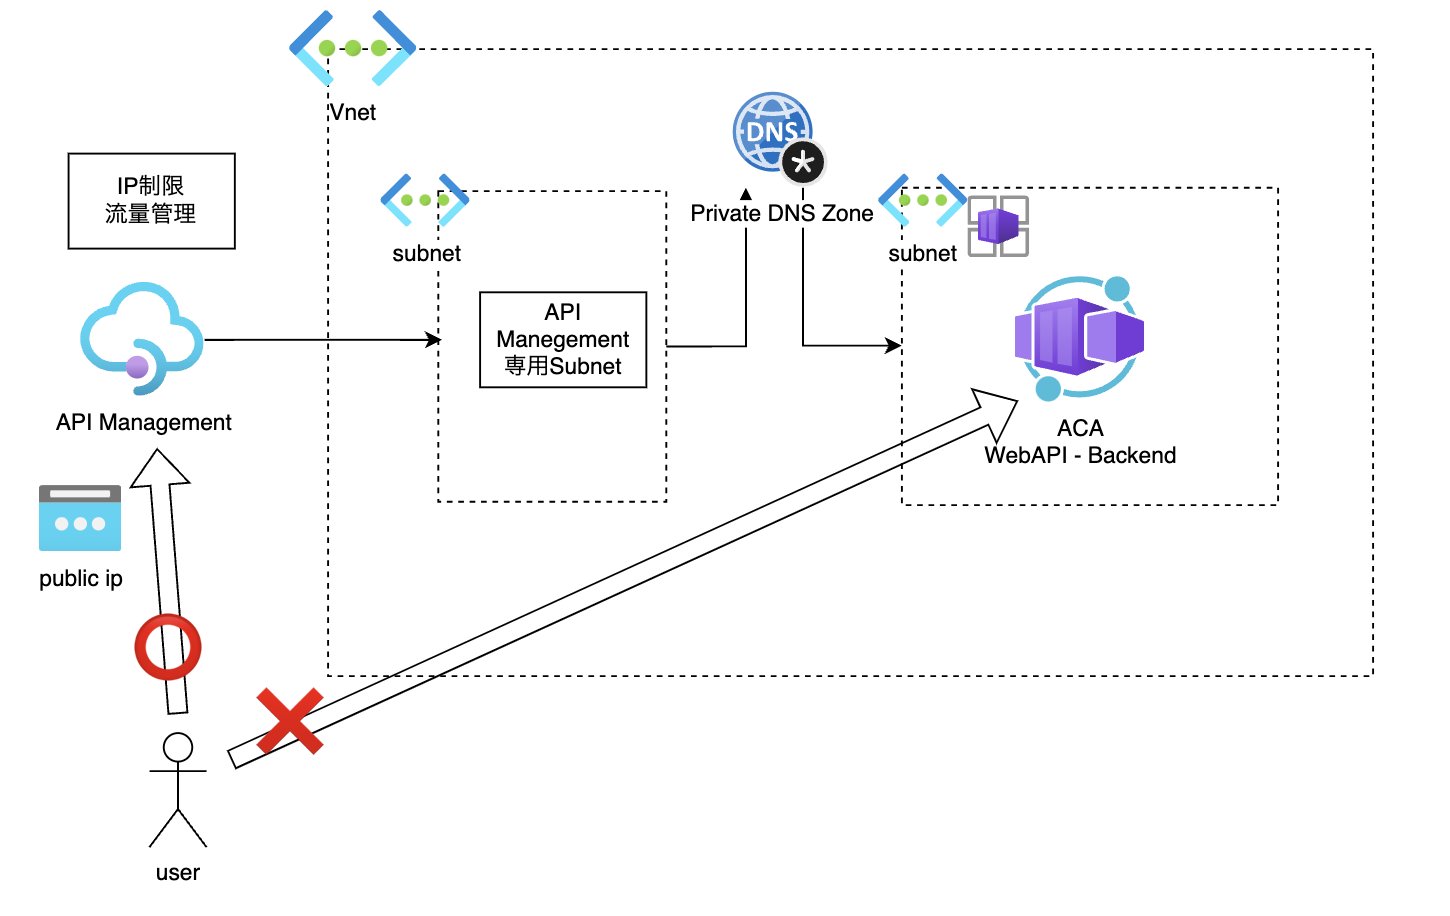 Vnet
IP制限
流量管理
DNS
Private DNS Zone
subnet
subnet
API
Manegement
専用Subnet
API Management
ACA
WebAPI - Backend
public ip
user